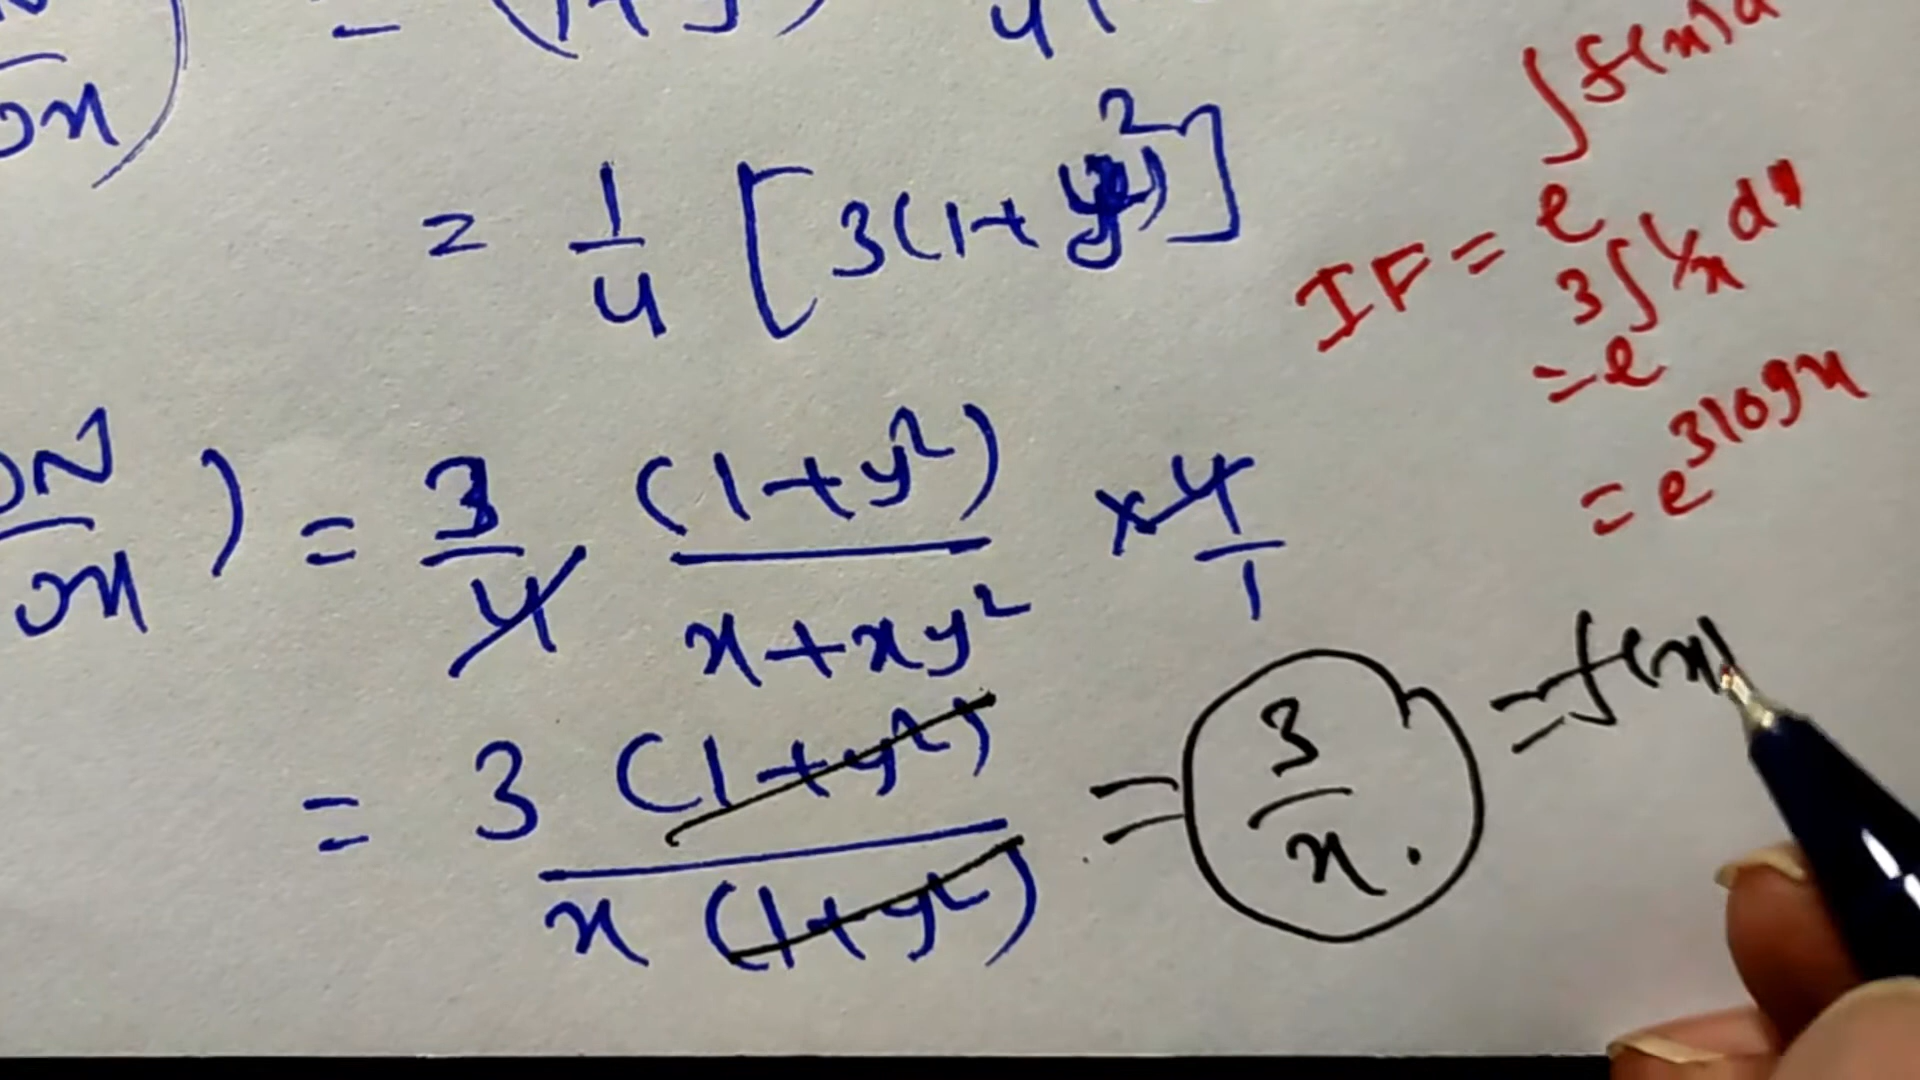 = 1/4 [3(1+y²)]
∂N/∂x) = 3/4 (1+y²)/(x+xy²) × 4/1
= 3(1+y²)/x(1+y²) = 3/x. = f(x)
∫f(x)d
IF = e
= e^(3∫1/x dx)
= e^(3logx)